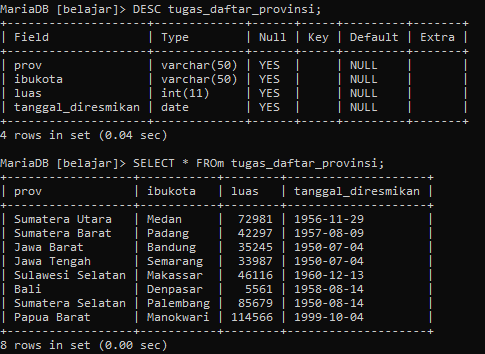 MariaDB [belajar]> DESC tugas_daftar_provinsi;
+-------------------+-------------+------+-----+---------+-------+
| Field             | Type        | Null | Key | Default | Extra |
+-------------------+-------------+------+-----+---------+-------+
| prov              | varchar(50) | YES  |     | NULL    |       |
| ibukota           | varchar(50) | YES  |     | NULL    |       |
| luas              | int(11)     | YES  |     | NULL    |       |
| tanggal_diresmikan | date        | YES  |     | NULL    |       |
+-------------------+-------------+------+-----+---------+-------+
4 rows in set (0.04 sec)
MariaDB [belajar]> SELECT * FROm tugas_daftar_provinsi;
+------------------+-----------+--------+--------------------+
| prov             | ibukota   | luas   | tanggal_diresmikan |
+------------------+-----------+--------+--------------------+
| Sumatera Utara   | Medan     |  72981 | 1956-11-29         |
| Sumatera Barat   | Padang    |  42297 | 1957-08-09         |
| Jawa Barat       | Bandung   |  35245 | 1950-07-04         |
| Jawa Tengah      | Semarang  |  33987 | 1950-07-04         |
| Sulawesi Selatan | Makassar  |  46116 | 1960-12-13         |
| Bali             | Denpasar  |   5561 | 1958-08-14         |
| Sumatera Selatan | Palembang |  85679 | 1950-08-14         |
| Papua Barat      | Manokwari | 114566 | 1999-10-04         |
+------------------+-----------+--------+--------------------+
8 rows in set (0.00 sec)